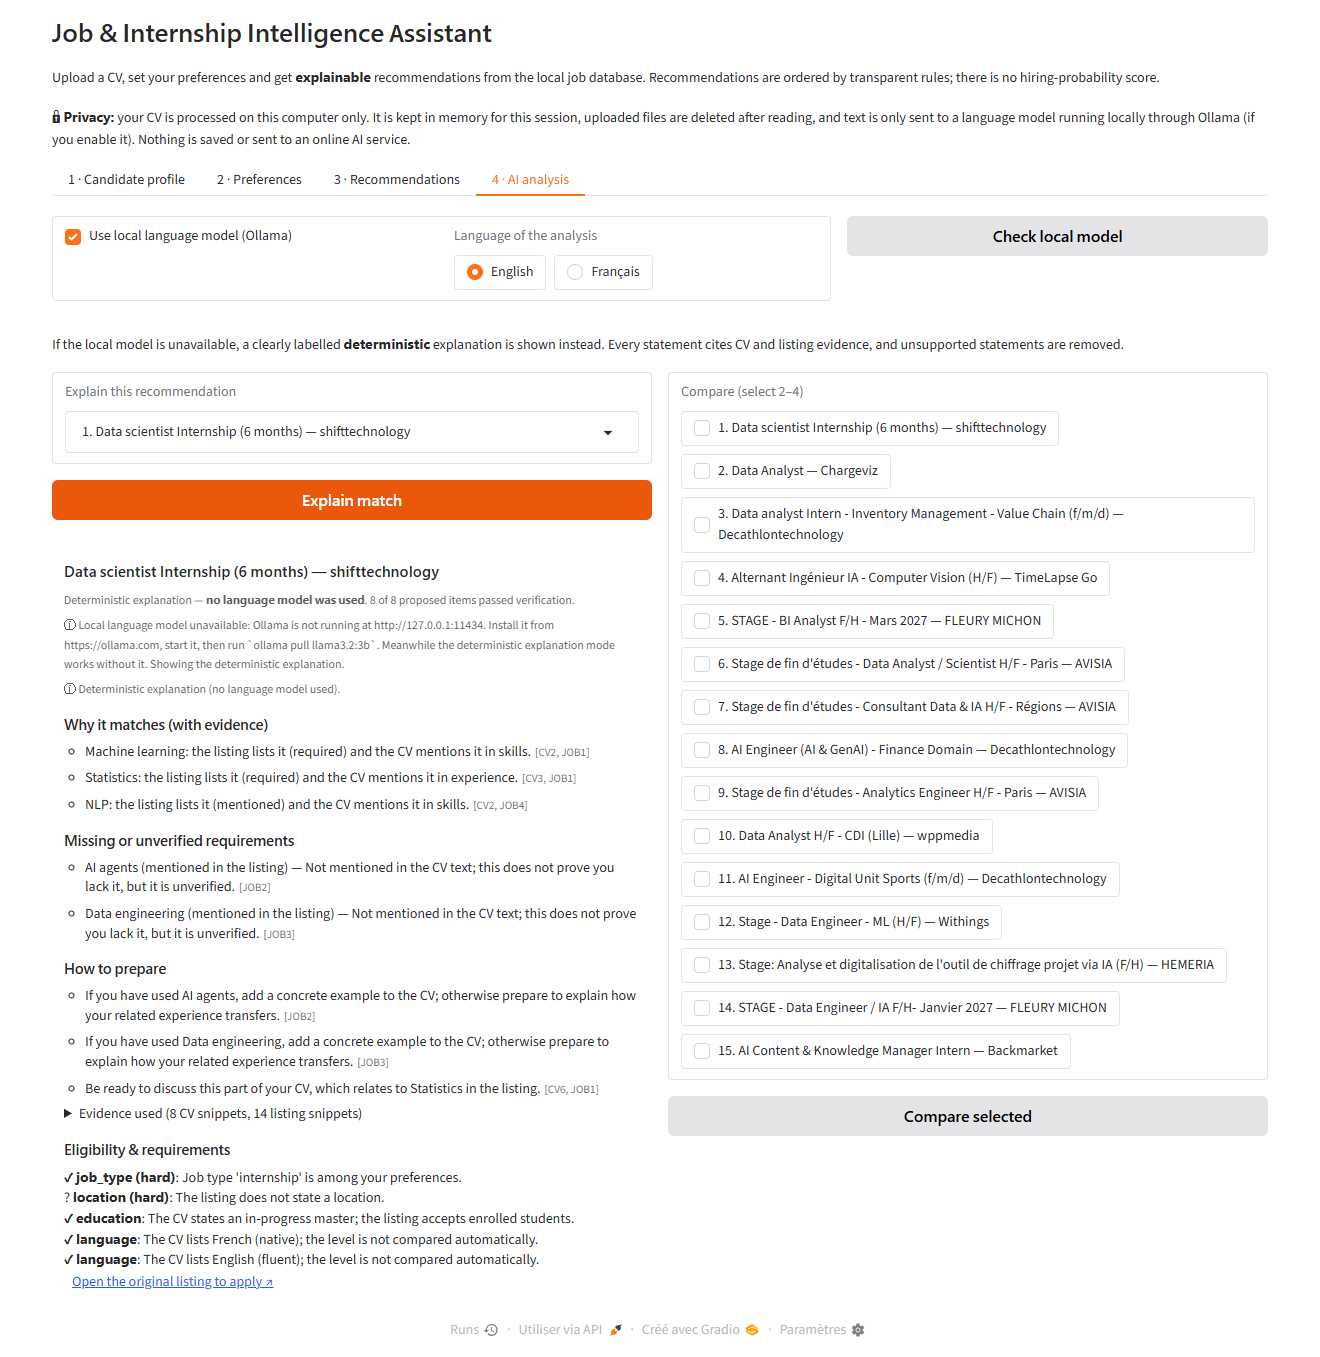 Job & Internship Intelligence Assistant
Upload a CV, set your preferences and get explainable recommendations from the local job database. Recommendations are ordered by transparent rules; there is no hiring-probability score.
Privacy: your CV is processed on this computer only. It is kept in memory for this session, uploaded files are deleted after reading, and text is only sent to a language model running locally through Ollama (if
you enable it). Nothing is saved or sent to an online AI service.
1 · Candidate profile
2 · Preferences
3 · Recommendations
4 · AI analysis
Use local language model (Ollama)
Language of the analysis
English
Français
Check local model
If the local model is unavailable, a clearly labelled deterministic explanation is shown instead. Every statement cites CV and listing evidence, and unsupported statements are removed.
Explain this recommendation
1. Data scientist Internship (6 months) — shifttechnology
Explain match
Data scientist Internship (6 months) — shifttechnology
Deterministic explanation — no language model was used. 8 of 8 proposed items passed verification.
ⓘ Local language model unavailable: Ollama is not running at http://127.0.0.1:11434. Install it from
https://ollama.com, start it, then run `ollama pull llama3.2:3b`. Meanwhile the deterministic explanation mode
works without it. Showing the deterministic explanation.
ⓘ Deterministic explanation (no language model used).
Why it matches (with evidence)
Machine learning: the listing lists it (required) and the CV mentions it in skills. [CV2, JOB1]
Statistics: the listing lists it (required) and the CV mentions it in experience. [CV3, JOB1]
NLP: the listing lists it (mentioned) and the CV mentions it in skills. [CV2, JOB4]
Missing or unverified requirements
AI agents (mentioned in the listing) — Not mentioned in the CV text; this does not prove you
lack it, but it is unverified. [JOB2]
Data engineering (mentioned in the listing) — Not mentioned in the CV text; this does not prove
you lack it, but it is unverified. [JOB3]
How to prepare
If you have used AI agents, add a concrete example to the CV; otherwise prepare to explain how
your related experience transfers. [JOB2]
If you have used Data engineering, add a concrete example to the CV; otherwise prepare to
explain how your related experience transfers. [JOB3]
Be ready to discuss this part of your CV, which relates to Statistics in the listing. [CV6, JOB1]
Evidence used (8 CV snippets, 14 listing snippets)
Eligibility & requirements
✓ job_type (hard): Job type 'internship' is among your preferences.
? location (hard): The listing does not state a location.
✓ education: The CV states an in-progress master; the listing accepts enrolled students.
✓ language: The CV lists French (native); the level is not compared automatically.
✓ language: The CV lists English (fluent); the level is not compared automatically.
Open the original listing to apply ↗
Compare (select 2–4)
1. Data scientist Internship (6 months) — shifttechnology
2. Data Analyst — Chargeviz
3. Data analyst Intern - Inventory Management - Value Chain (f/m/d) —
Decathlontechnology
4. Alternant Ingénieur IA - Computer Vision (H/F) — TimeLapse Go
5. STAGE - BI Analyst F/H - Mars 2027 — FLEURY MICHON
6. Stage de fin d'études - Data Analyst / Scientist H/F - Paris — AVISIA
7. Stage de fin d'études - Consultant Data & IA H/F - Régions — AVISIA
8. AI Engineer (AI & GenAI) - Finance Domain — Decathlontechnology
9. Stage de fin d'études - Analytics Engineer H/F - Paris — AVISIA
10. Data Analyst H/F - CDI (Lille) — wppmedia
11. AI Engineer - Digital Unit Sports (f/m/d) — Decathlontechnology
12. Stage - Data Engineer - ML (H/F) — Withings
13. Stage: Analyse et digitalisation de l'outil de chiffrage projet via IA (F/H) — HEMERIA
14. STAGE - Data Engineer / IA F/H- Janvier 2027 — FLEURY MICHON
15. AI Content & Knowledge Manager Intern — Backmarket
Compare selected
Runs · Utiliser via API · Créé avec Gradio · Paramètres